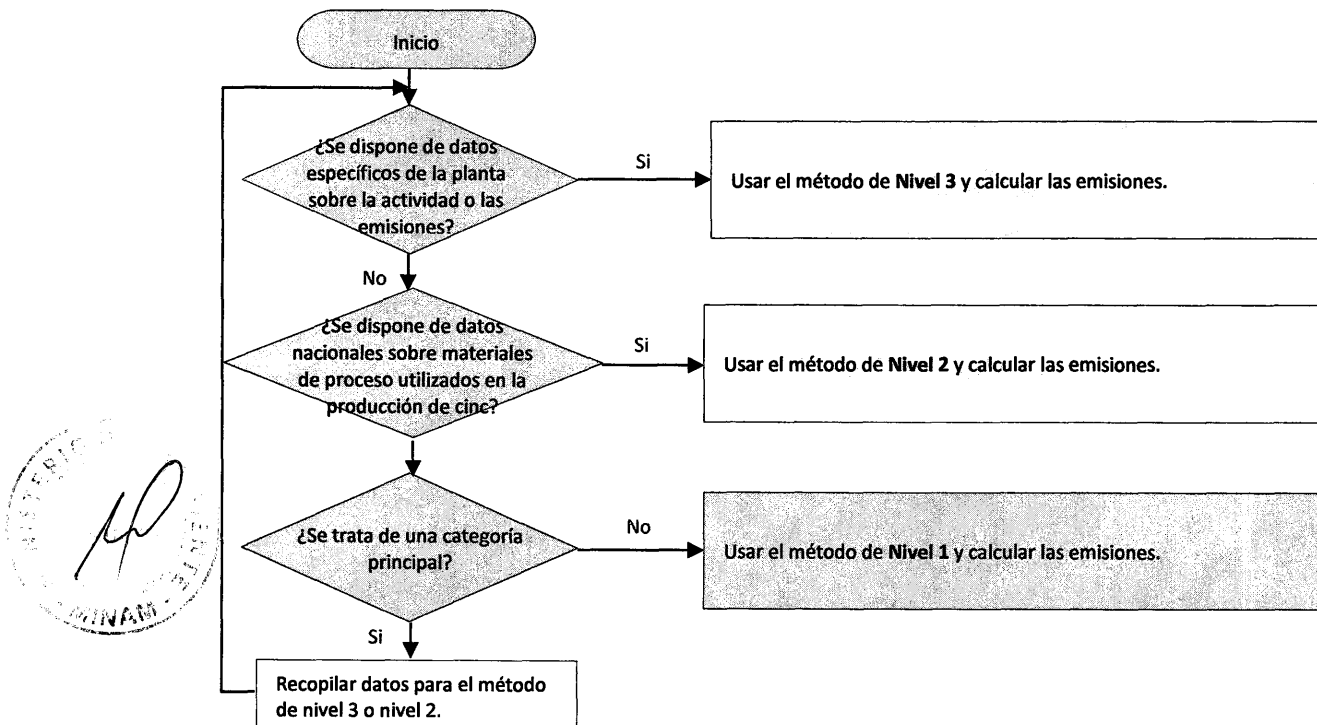 Inicio
¿Se dispone de datos
específicos de la planta
sobre la actividad o las
emisiones?
Si
Usar el método de Nivel 3 y calcular las emisiones.
No
¿Se dispone de datos
nacionales sobre materiales
de proceso utilizados en la
producción de cinc?
Si
Usar el método de Nivel 2 y calcular las emisiones.
¿Se trata de una categoría
principal?
No
Usar el método de Nivel 1 y calcular las emisiones.
Si
Recopilar datos para el método
de nivel 3 o nivel 2.
MINAM